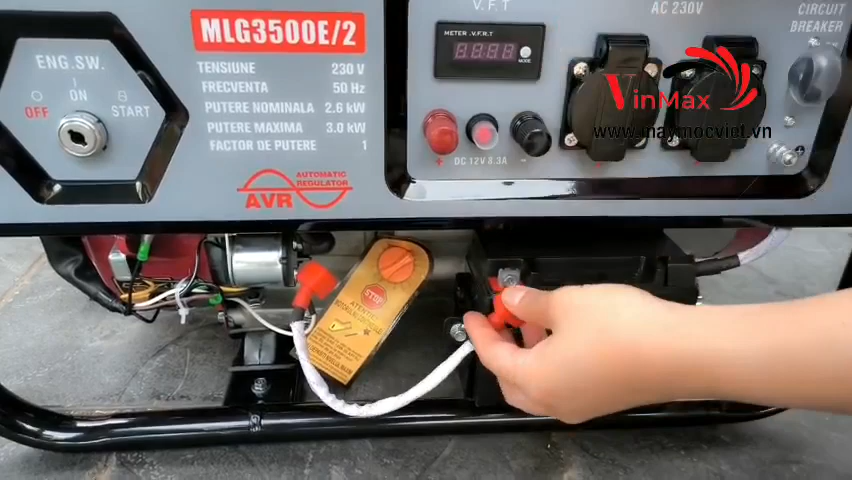 MLG3500E/2
TENSIUNE 230 V
FRECVENTA 50 Hz
PUTERE NOMINALA 2.6 kW
PUTERE MAXIMA 3.0 kW
FACTOR DE PUTERE 1
AVR AUTOMATIC
REGULATOR
ENG.SW.
OFF ON START
V.F.T
METER V.F.R.T
MODE
DC 12V 8.3A
AC 230V
CIRCUIT
BREAKER
VinMax
www.maymocviet.vn
STOP
ATENTIE!